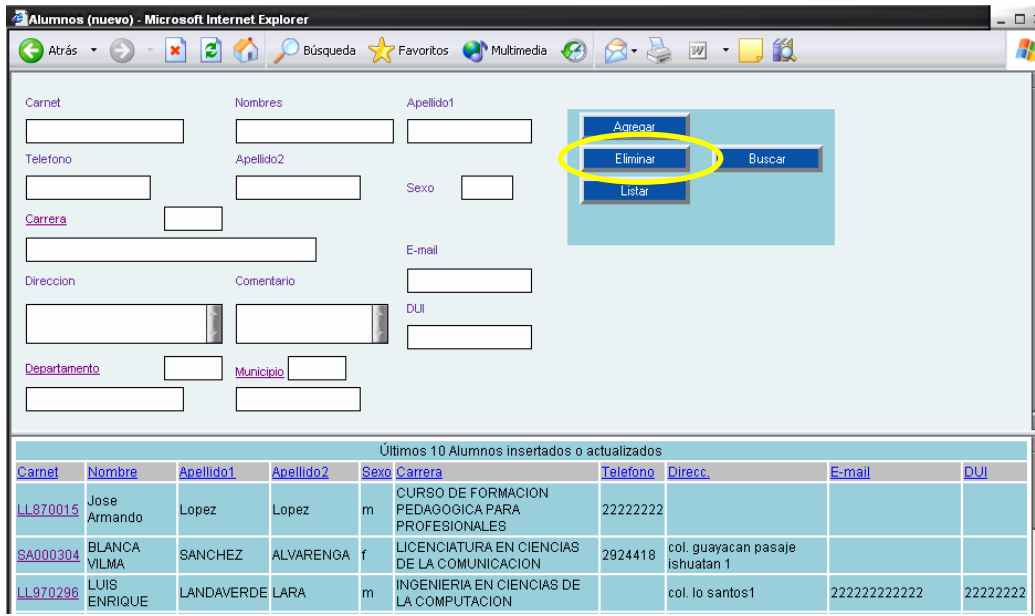 Alumnos (nuevo) - Microsoft Internet Explorer
Atrás Búsqueda Favoritos Multimedia
Carnet Nombres Apellido1
Agregar
Telefono Apellido2 Eliminar Buscar
Sexo Listar
Carrera
E-mail
Direccion Comentario
DUI
Departamento Municipio
Últimos 10 Alumnos insertados o actualizados
Carnet Nombre Apellido1 Apellido2 Sexo Carrera Telefono Direcc. E-mail DUI
LL870015 Jose Armando Lopez Lopez m CURSO DE FORMACION PEDAGOGICA PARA PROFESIONALES 22222222
SA000304 BLANCA VILMA SANCHEZ ALVARENGA f LICENCIATURA EN CIENCIAS DE LA COMUNICACION 2924418 col. guayacan pasaje ishuatan 1
LL970296 LUIS ENRIQUE LANDAVERDE LARA m INGENIERIA EN CIENCIAS DE LA COMPUTACION col. lo santos1 222222222222 22222222